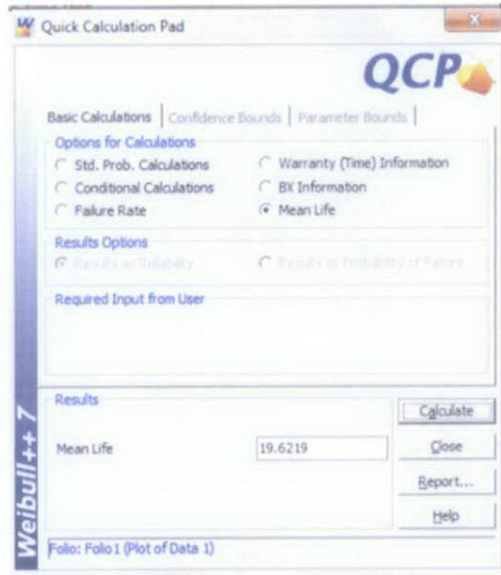 Quick Calculation Pad
QCP
Basic Calculations Confidence Bounds Parameter Bounds
Options for Calculations
Std. Prob. Calculations Warranty (Time) Information
Conditional Calculations BX Information
Failure Rate Mean Life
Results Options
Results as Reliability Results as Probability of Failure
Required Input from User
Results
Calculate
Mean Life 19.6219 Close
Report...
Help
Weibull++ 7
Folio: Folio1 (Plot of Data 1)